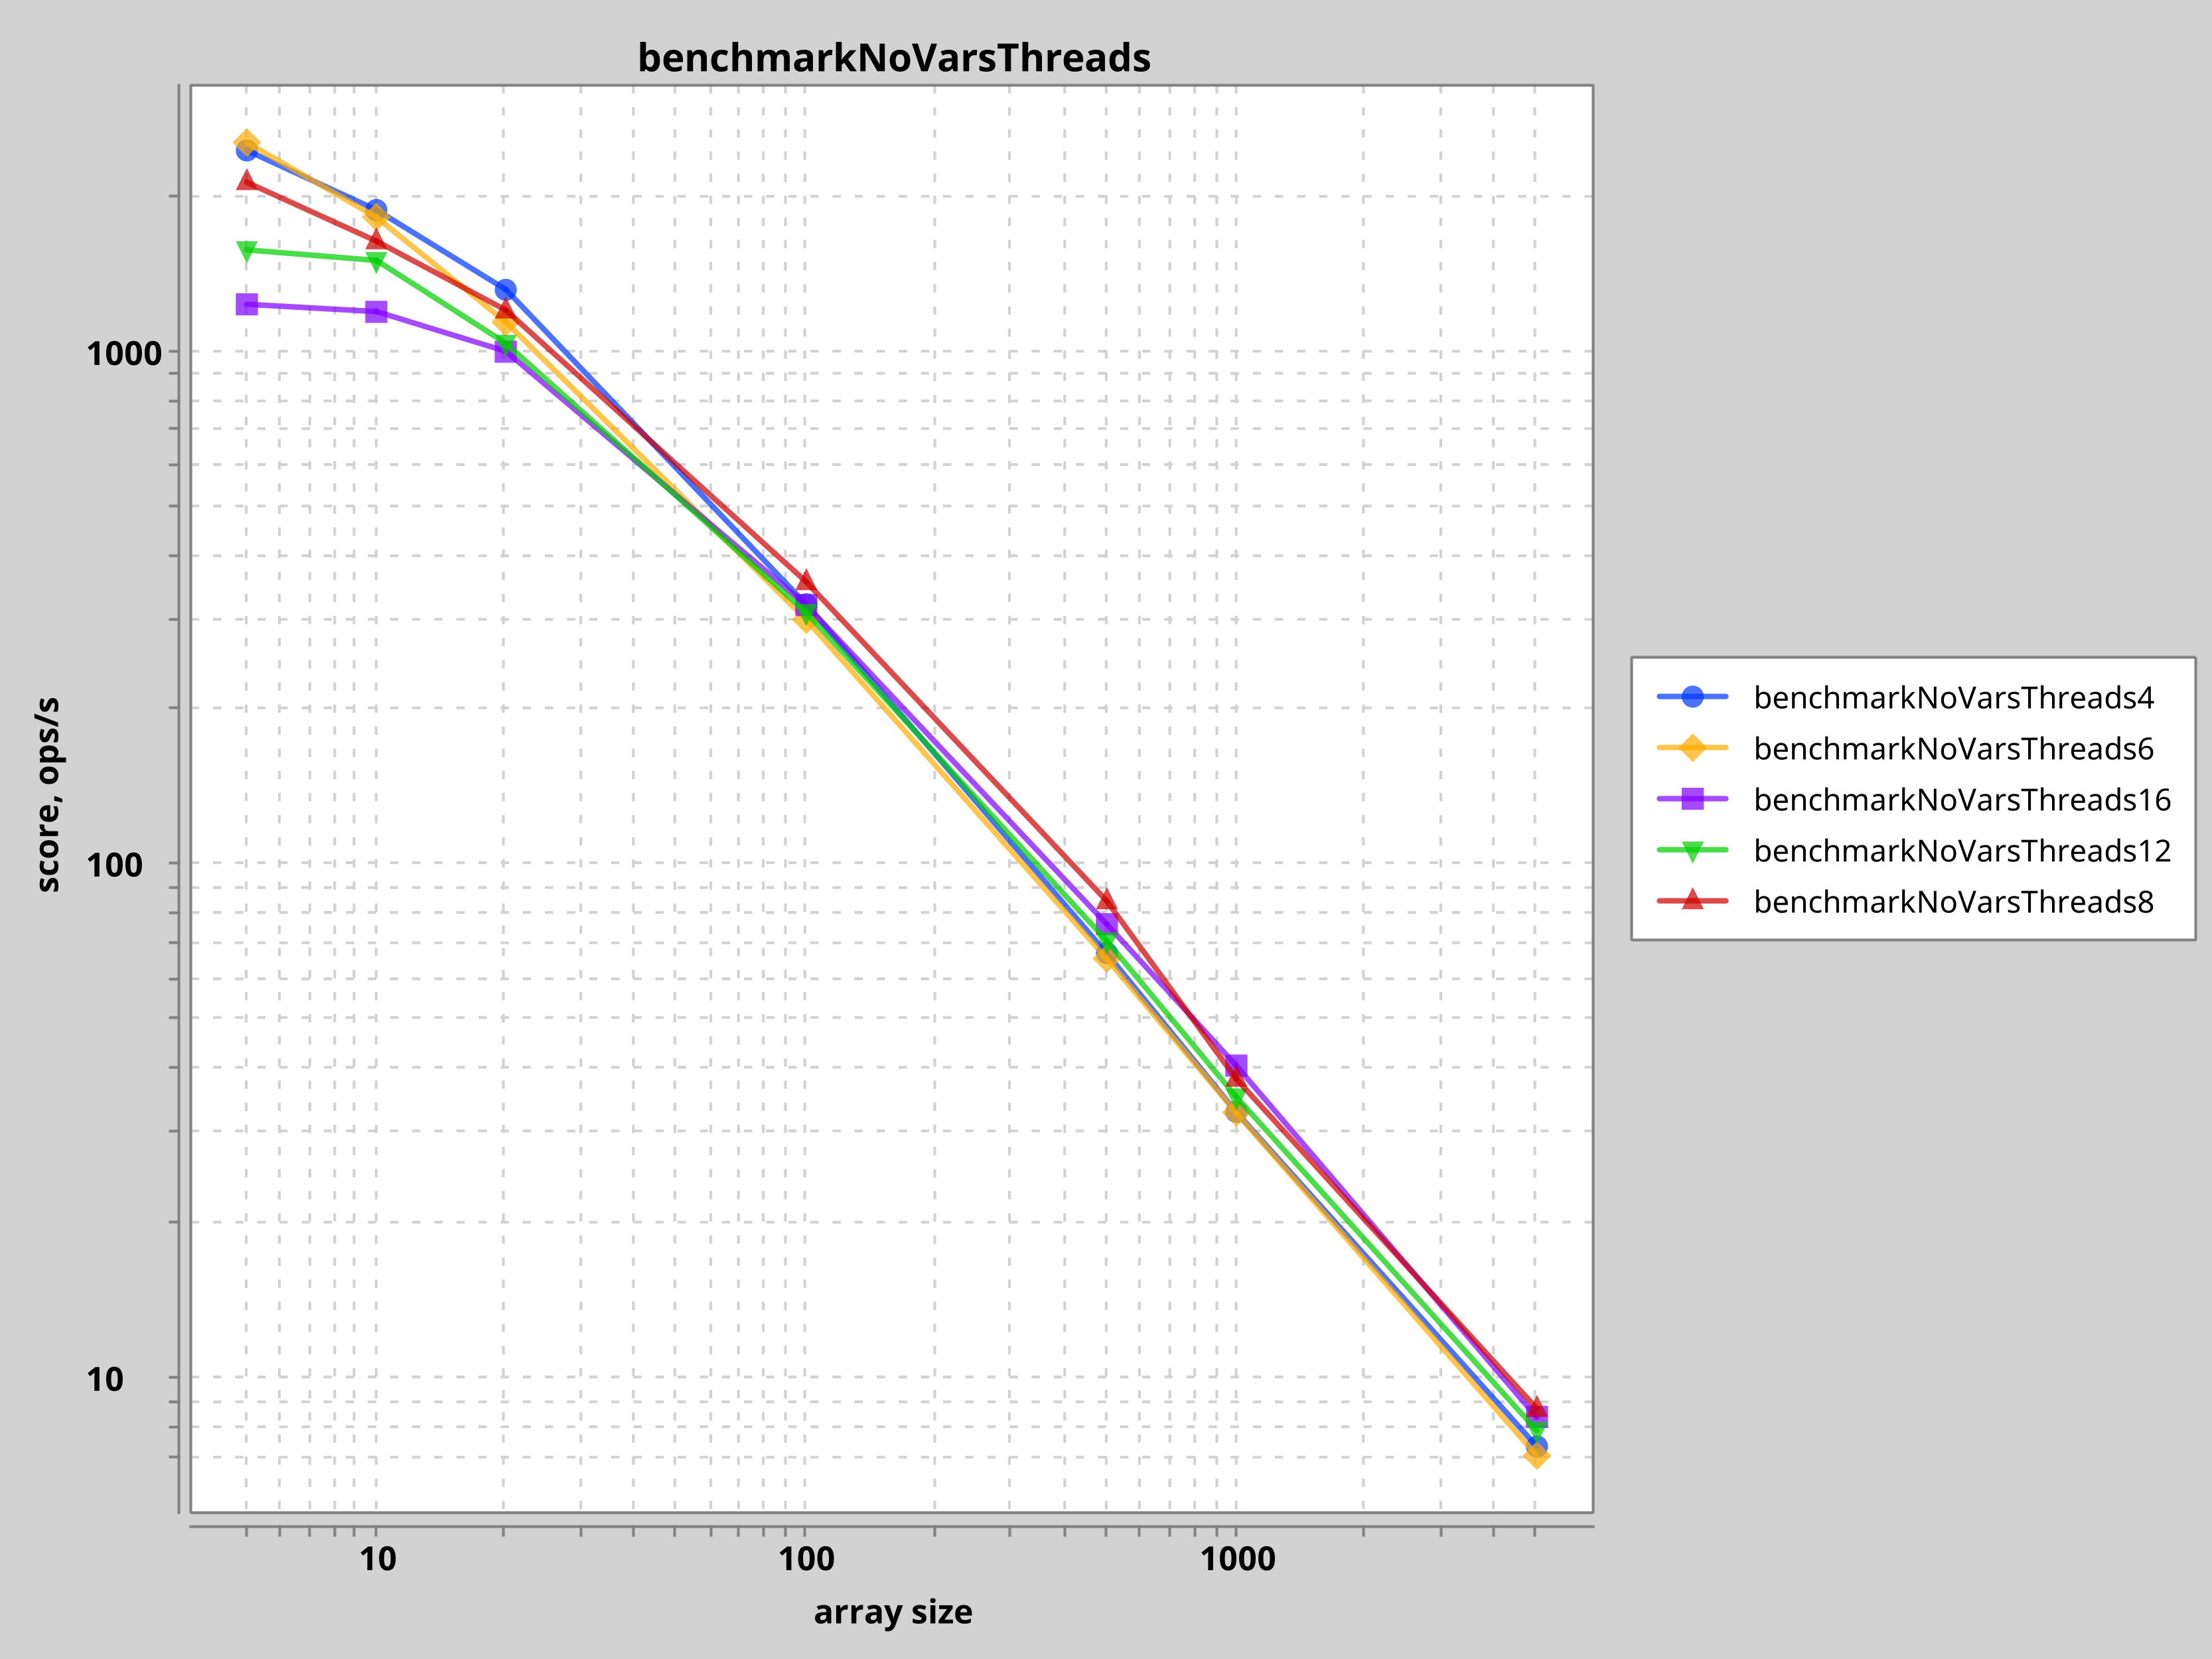 benchmarkNoVarsThreads
1000
100
10
score, ops/s
10
100
1000
array size
benchmarkNoVarsThreads4
benchmarkNoVarsThreads6
benchmarkNoVarsThreads16
benchmarkNoVarsThreads12
benchmarkNoVarsThreads8